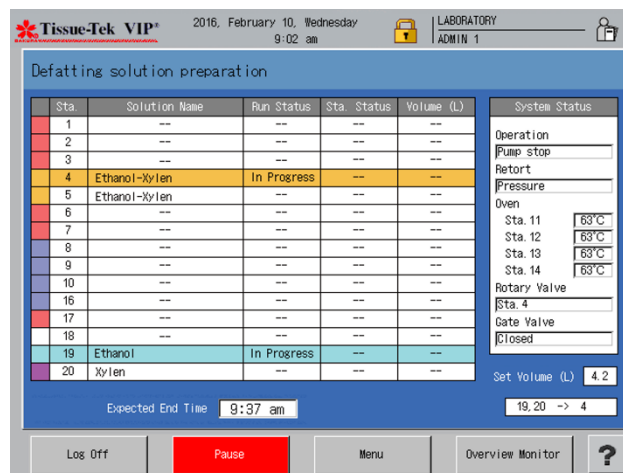 Tissue-Tek VIP®
2016, February 10, Wednesday
9:02 am
LABORATORY
ADMIN 1
Defatting solution preparation
Sta. Solution Name Run Status Sta. Status Volume (L)
1 -- -- -- --
2 -- -- -- --
3 -- -- -- --
4 Ethanol-Xylen In Progress -- --
5 Ethanol-Xylen -- -- --
6 -- -- -- --
7 -- -- -- --
8 -- -- -- --
9 -- -- -- --
10 -- -- -- --
16 -- -- -- --
17 -- -- -- --
18 -- -- -- --
19 Ethanol In Progress -- --
20 Xylen -- -- --
Expected End Time 9:37 am
System Status
Operation
Pump stop
Retort
Pressure
Oven
Sta. 11 63°C
Sta. 12 63°C
Sta. 13 63°C
Sta. 14 63°C
Rotary Valve
Sta. 4
Gate Valve
Closed
Set Volume (L) 4.2
19, 20 -> 4
Log Off
Pause
Menu
Overview Monitor
?